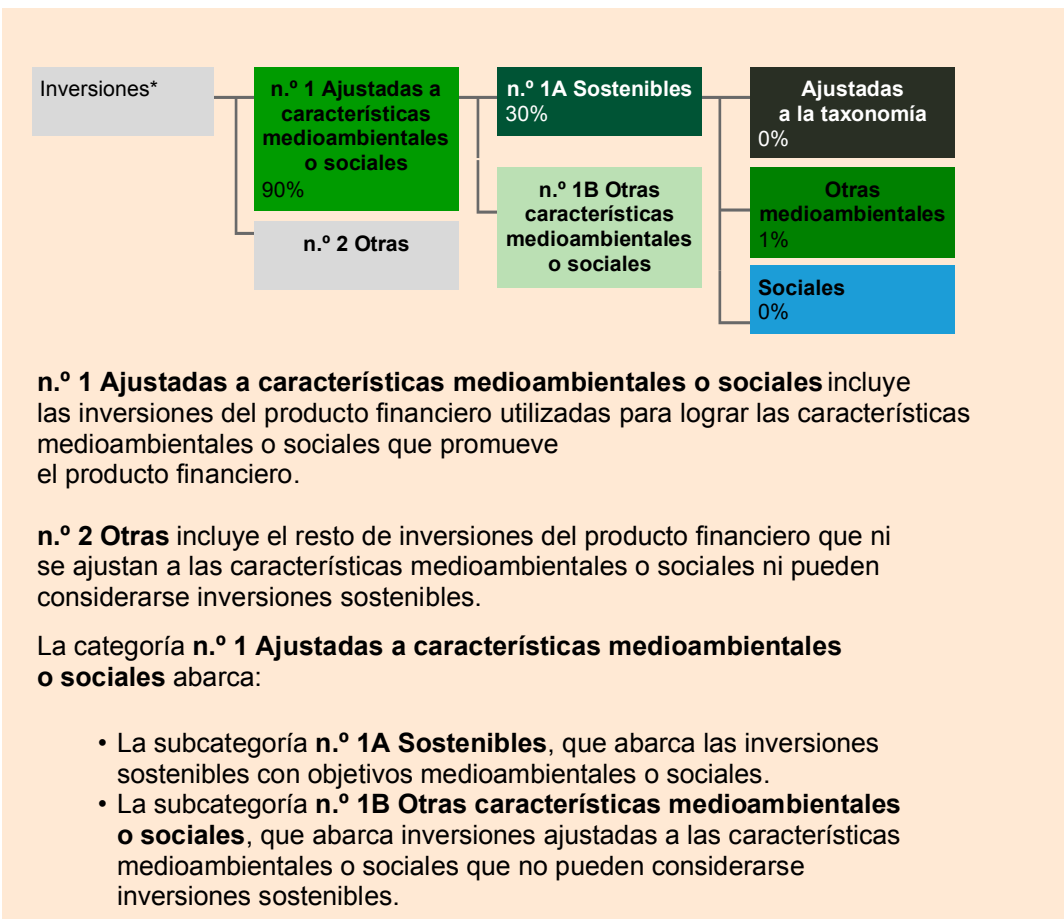 Inversiones*
n.º 1 Ajustadas a
características
medioambientales
o sociales
90%
n.º 2 Otras
n.º 1A Sostenibles
30%
n.º 1B Otras
características
medioambientales
o sociales
Ajustadas
a la taxonomía
0%
Otras
medioambientales
1%
Sociales
0%
n.º 1 Ajustadas a características medioambientales o sociales incluye
las inversiones del producto financiero utilizadas para lograr las características
medioambientales o sociales que promueve
el producto financiero.
n.º 2 Otras incluye el resto de inversiones del producto financiero que ni
se ajustan a las características medioambientales o sociales ni pueden
considerarse inversiones sostenibles.
La categoría n.º 1 Ajustadas a características medioambientales
o sociales abarca:
• La subcategoría n.º 1A Sostenibles, que abarca las inversiones
sostenibles con objetivos medioambientales o sociales.
• La subcategoría n.º 1B Otras características medioambientales
o sociales, que abarca inversiones ajustadas a las características
medioambientales o sociales que no pueden considerarse
inversiones sostenibles.